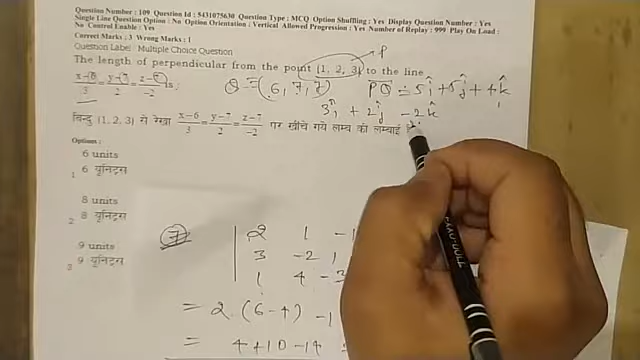 Question Number : 109 Question Id : 5431075630 Question Type : MCQ Option Shuffling : Yes Display Question Number : Yes
Single Line Question Option : No Option Orientation : Vertical Allowed Progressive : Yes Number of Replay : 999 Play On Load :
No Control Enable : Yes
Correct Marks : 3 Wrong Marks : 1
Question Label : Multiple Choice Question
The length of perpendicular from the point (1, 2, 3) to the line
P
x-6/3 = y-7/2 = z-7/-2 is:
Q ≡ (6, 7, 7)
PQ = 5i + 5j + 4k
3i + 2j - 2k
बिन्दु (1, 2, 3) से रेखा x-6/3 = y-7/2 = z-7/-2 पर खींचे गये लम्ब की लम्बाई
Options :
6 units
1 6 यूनिट्स
8 units
2 8 यूनिट्स
9 units
3 9 यूनिट्स
7
2 1 -1
3 -2 1
1 4 -3
= 2 (6-4) -1
= 4+10-14